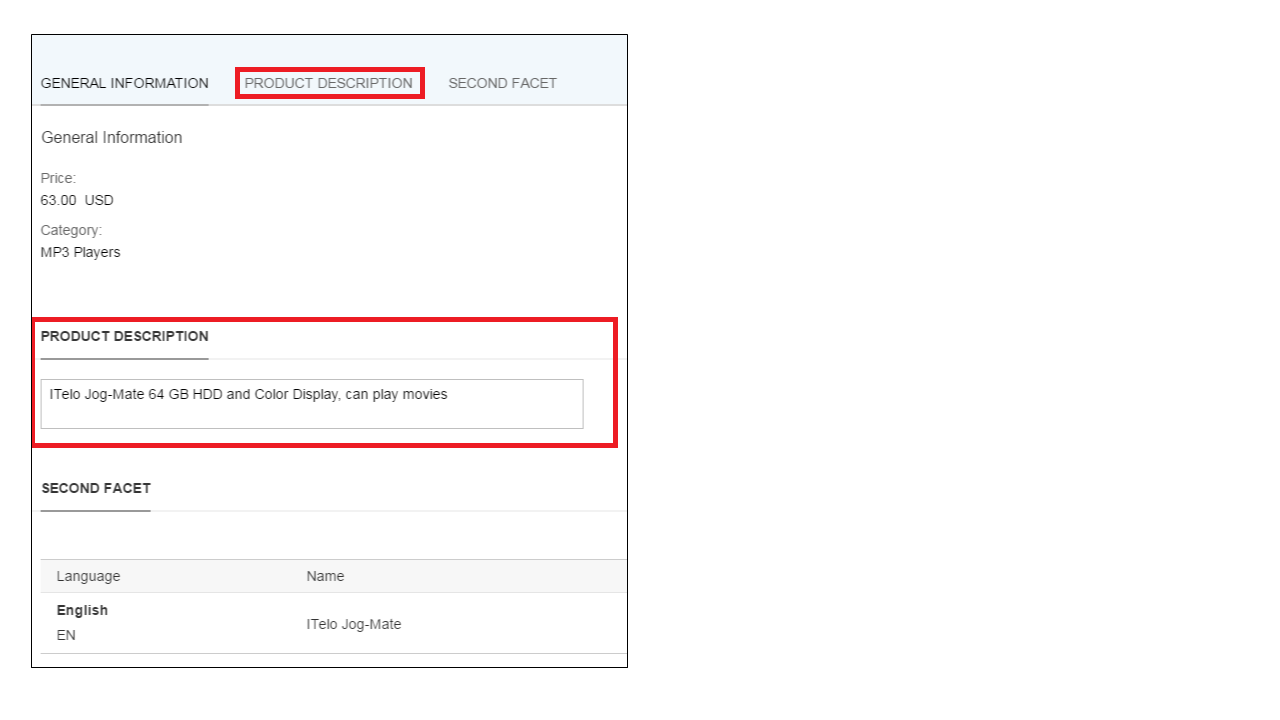 GENERAL INFORMATION PRODUCT DESCRIPTION SECOND FACET
General Information
Price:
63.00 USD
Category:
MP3 Players
PRODUCT DESCRIPTION
ITelo Jog-Mate 64 GB HDD and Color Display, can play movies
SECOND FACET
Language Name
English
EN
ITelo Jog-Mate